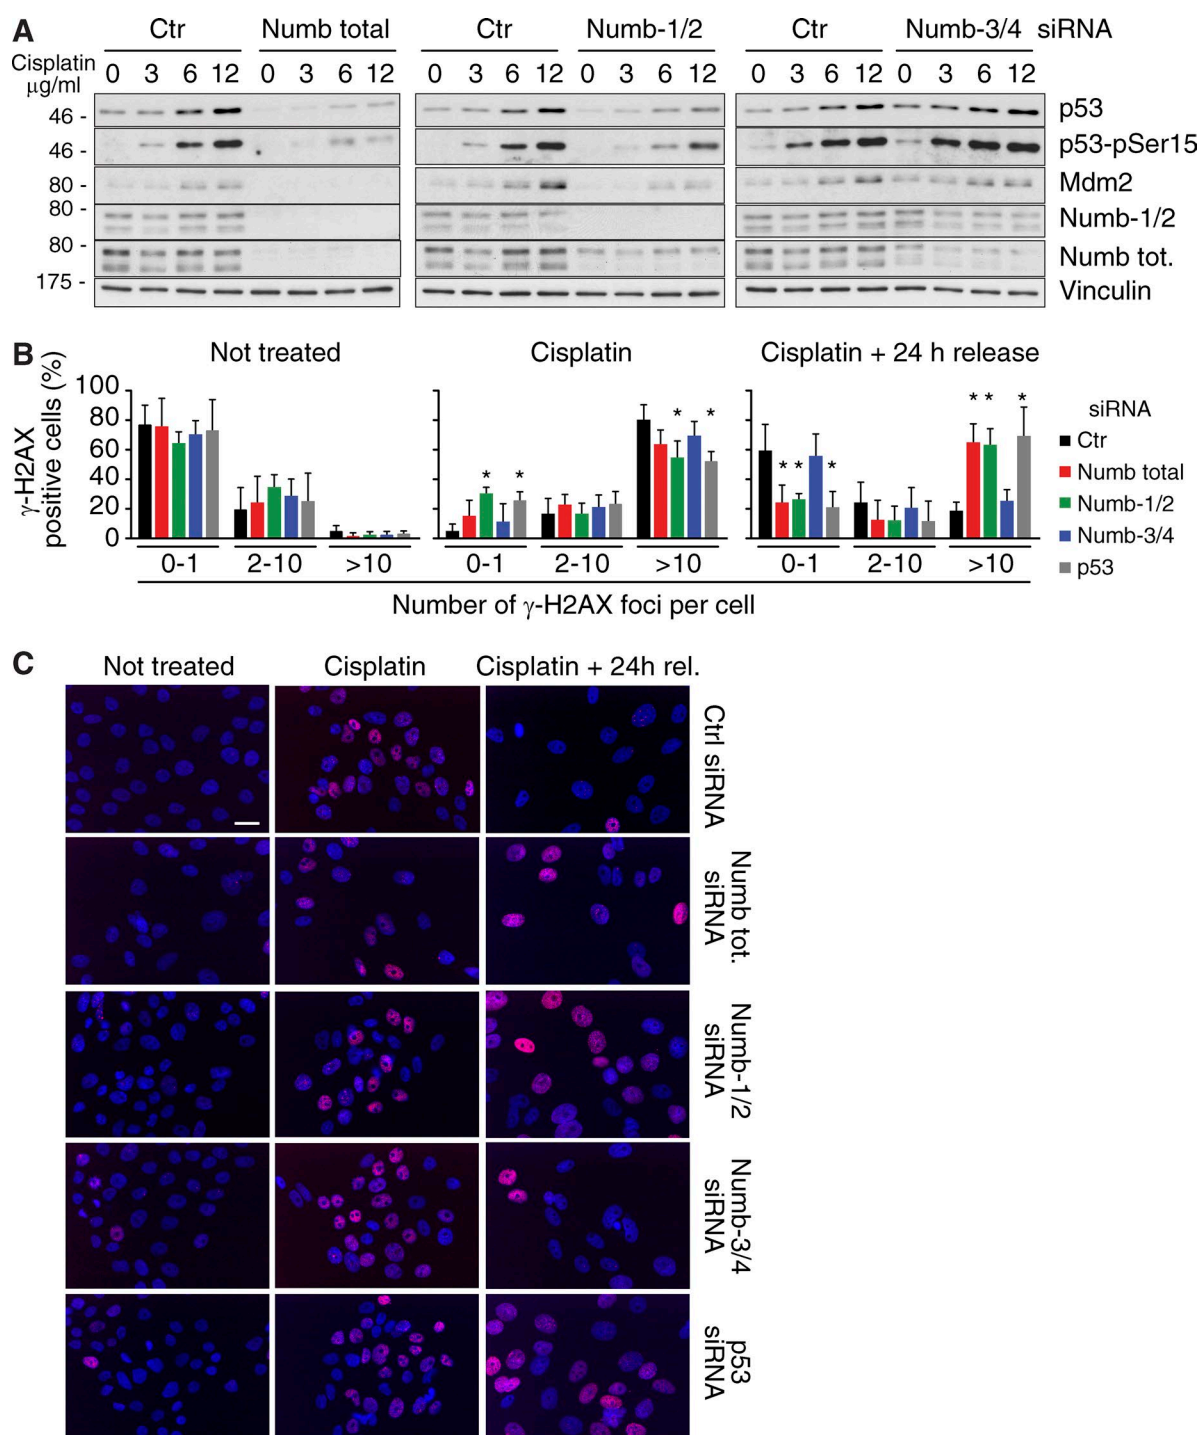 A
Ctr Numb total Ctr Numb-1/2 Ctr Numb-3/4 siRNA
Cisplatin
μg/ml
0 3 6 12 0 3 6 12 0 3 6 12 0 3 6 12 0 3 6 12 0 3 6 12
46 - p53
46 - p53-pSer15
80 - Mdm2
80 - Numb-1/2
80 - Numb tot.
175 - Vinculin
B
Not treated Cisplatin Cisplatin + 24 h release
γ-H2AX
positive cells (%)
100
80
60
40
20
0
* * * *
* * * * * *
siRNA
Ctr
Numb total
Numb-1/2
Numb-3/4
p53
0-1 2-10 >10 0-1 2-10 >10 0-1 2-10 >10
Number of γ-H2AX foci per cell
C
Not treated Cisplatin Cisplatin + 24h rel.
Ctrl siRNA
Numb tot.
siRNA
Numb-1/2
siRNA
Numb-3/4
siRNA
p53
siRNA